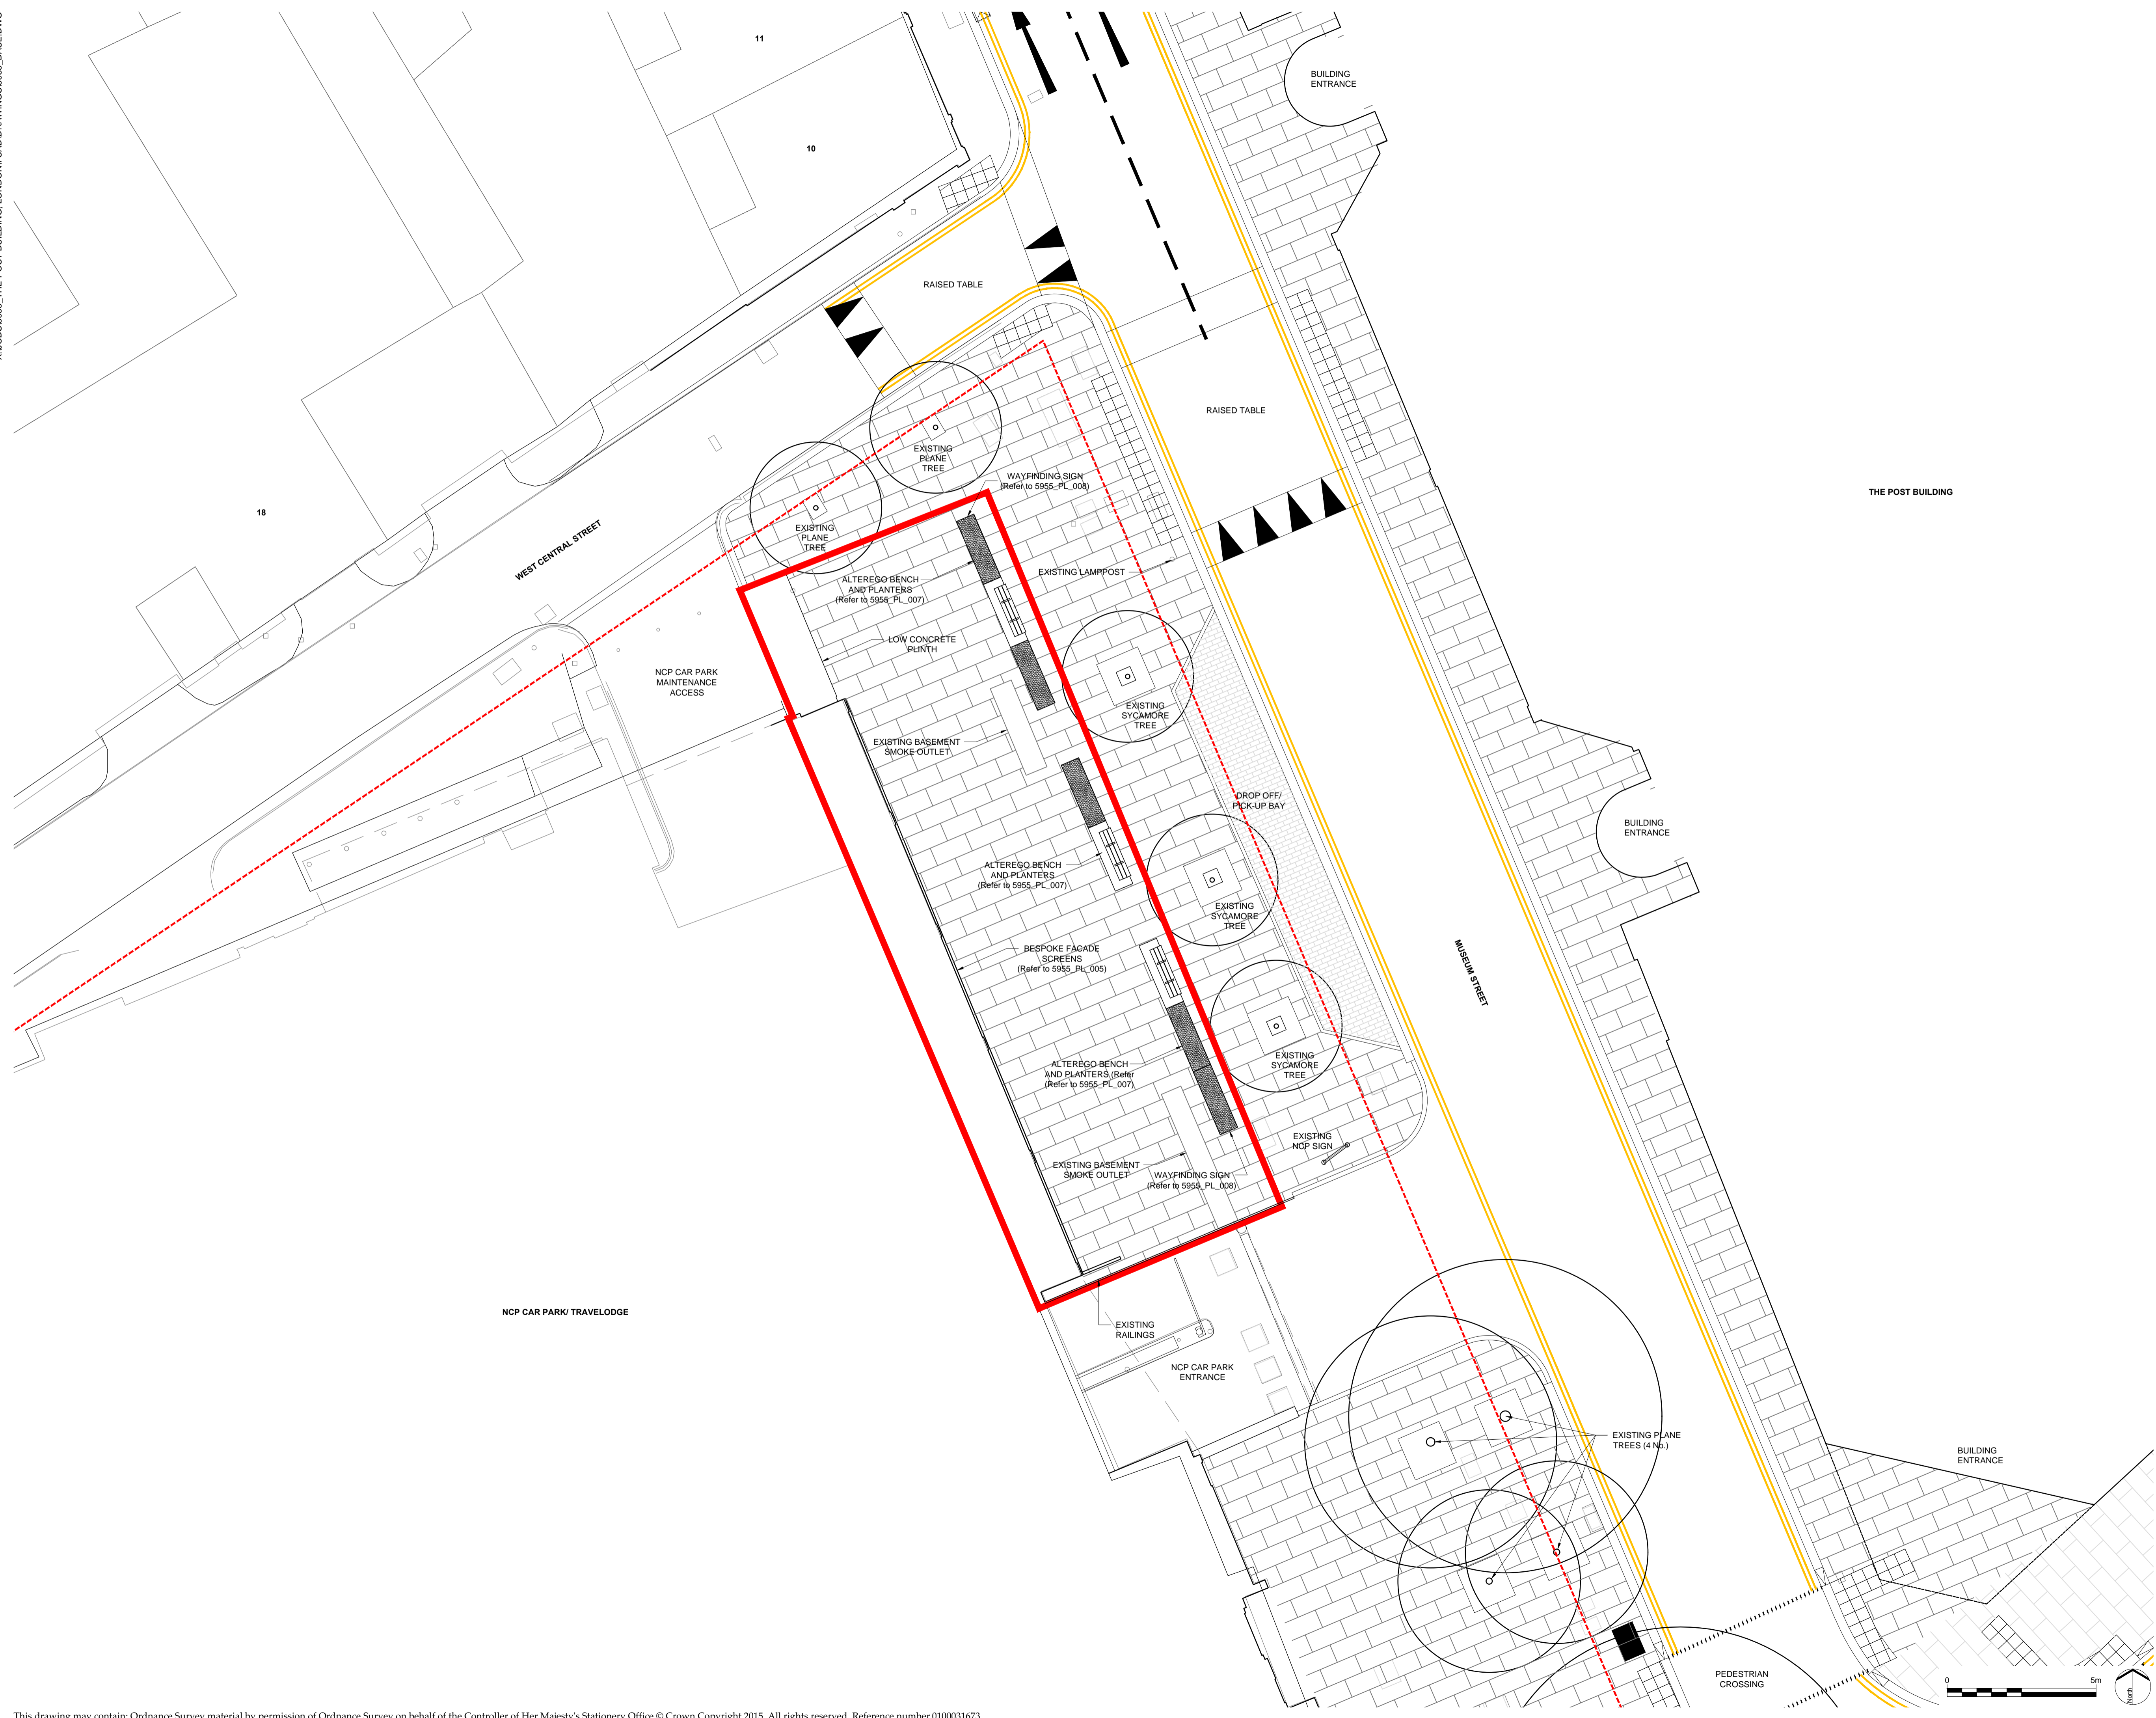 11
BUILDING
ENTRANCE
10
RAISED TABLE
RAISED TABLE
EXISTING
PLANE
TREE
WAYFINDING SIGN
(Refer to 5955_PL_008)
THE POST BUILDING
18
WEST CENTRAL STREET
EXISTING
PLANE
TREE
ALTEREGO BENCH
AND PLANTERS
(Refer to 5955_PL_007)
EXISTING LAMPPOST
LOW CONCRETE
PLINTH
NCP CAR PARK
MAINTENANCE
ACCESS
EXISTING
SYCAMORE
TREE
EXISTING BASEMENT
SMOKE OUTLET
DROP OFF/
PICK-UP BAY
BUILDING
ENTRANCE
ALTEREGO BENCH
AND PLANTERS
(Refer to 5955_PL_007)
EXISTING
SYCAMORE
TREE
BESPOKE FACADE
SCREENS
(Refer to 5955_PL_005)
MUSEUM STREET
ALTEREGO BENCH
AND PLANTERS (Refer
(Refer to 5955_PL_007)
EXISTING
SYCAMORE
TREE
EXISTING
NCP SIGN
EXISTING BASEMENT
SMOKE OUTLET
WAYFINDING SIGN
(Refer to 5955_PL_008)
NCP CAR PARK/ TRAVELODGE
EXISTING
RAILINGS
NCP CAR PARK
ENTRANCE
EXISTING PLANE
TREES (4 No.)
BUILDING
ENTRANCE
PEDESTRIAN
CROSSING
0 5m
North
This drawing may contain: Ordnance Survey material by permission of Ordnance Survey on behalf of the Controller of Her Majesty's Stationery Office © Crown Copyright 2015. All rights reserved. Reference number 0100031673